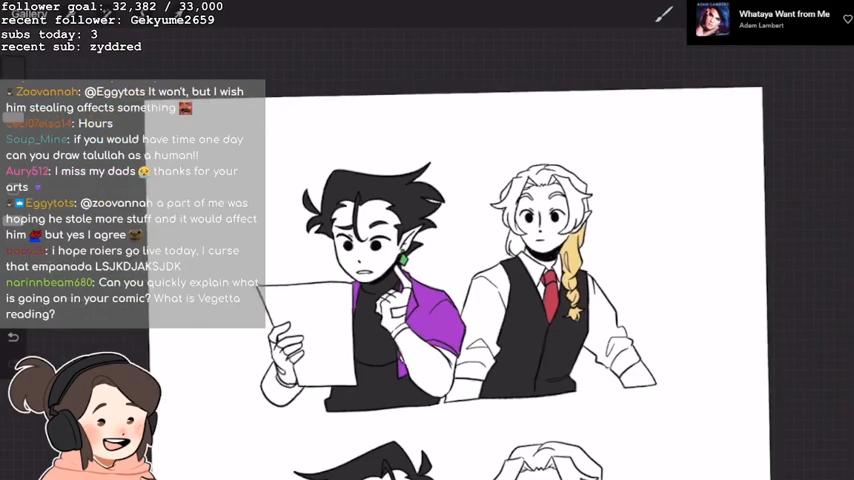 follower goal: 32,382 / 33,000
Gallery
recent follower: Gekyume2659
subs today: 3
recent sub: zyddred
Whataya Want from Me
Adam Lambert
Zoovannah: @Eggytots It won't, but I wish
him stealing affects something
Hours
Soup_Mine: if you would have time one day
can you draw talullah as a human!!
Aury512: I miss my dads thanks for your
arts
Eggytots: @zoovannah a part of me was
hoping he stole more stuff and it would affect
him but yes I agree
i hope roiers go live today, I curse
that empanada LSJKDJAKSJDK
narinnbeam680: Can you quickly explain what
is going on in your comic? What is Vegetta
reading?